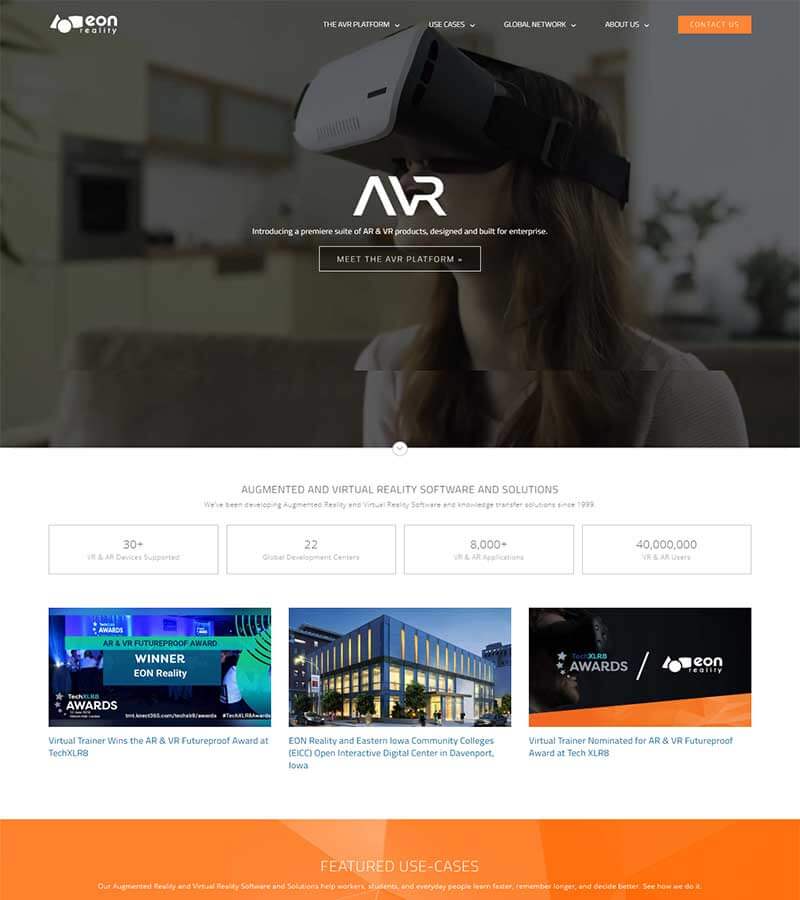 eon
reality
THE AVR PLATFORM
USE CASES
GLOBAL NETWORK
ABOUT US
CONTACT US
AVR
Introducing a premiere suite of AR & VR products, designed and built for enterprise.
MEET THE AVR PLATFORM »
AUGMENTED AND VIRTUAL REALITY SOFTWARE AND SOLUTIONS
We've been developing Augmented Reality and Virtual Reality Software and knowledge transfer solutions since 1999.
30+
VR & AR Devices Supported
22
Global Development Centers
8,000+
VR & AR Applications
40,000,000
VR & AR Users
AWARDS
AR & VR FUTUREPROOF AWARD
WINNER
EON Reality
TechXLR8
AWARDS
tmt.knect365.com/techxlr8/awards #TechXLR8Awards
Virtual Trainer Wins the AR & VR Futureproof Award at
TechXLR8
EON Reality and Eastern Iowa Community Colleges
(EICC) Open Interactive Digital Center in Davenport,
Iowa
TechXLR8
AWARDS
eon
reality
Virtual Trainer Nominated for AR & VR Futureproof
Award at Tech XLR8
FEATURED USE-CASES
Our Augmented Reality and Virtual Reality Software and Solutions help workers, students, and everyday people learn faster, remember longer, and decide better. See how we do it.